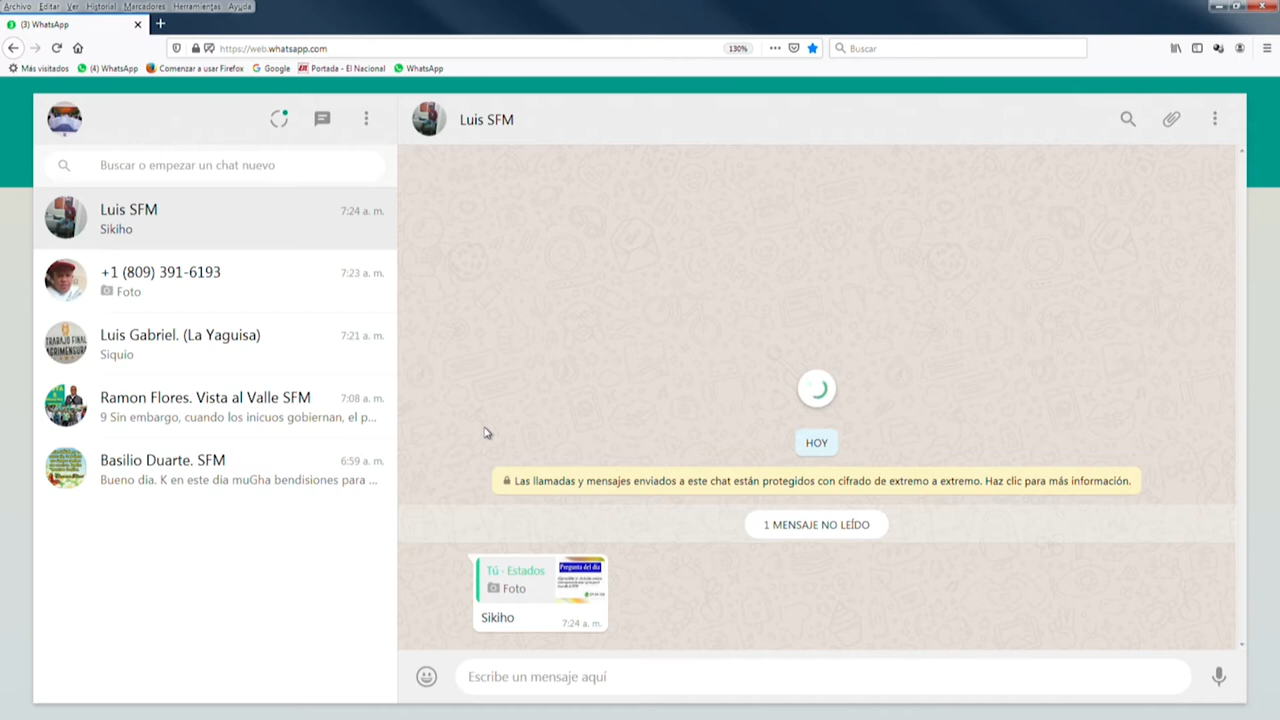 Archivo Editar Ver Historial Marcadores Herramientas Ayuda
(3) WhatsApp
https://web.whatsapp.com
130%
Buscar
Más visitados
(4) WhatsApp
Comenzar a usar Firefox
Google
Portada - El Nacional
WhatsApp
Luis SFM
Buscar o empezar un chat nuevo
Luis SFM
7:24 a. m.
Sikiho
+1 (809) 391-6193
7:23 a. m.
Foto
TRABAJO FINAL
AGRIMENSURA
Luis Gabriel. (La Yaguisa)
7:21 a. m.
Siquio
Ramon Flores. Vista al Valle SFM
7:08 a. m.
9 Sin embargo, cuando los inicuos gobiernan, el p...
Basilio Duarte. SFM
6:59 a. m.
Bueno dia. K en este dia muGha bendisiones para ...
HOY
Las llamadas y mensajes enviados a este chat están protegidos con cifrado de extremo a extremo. Haz clic para más información.
1 MENSAJE NO LEÍDO
Tú · Estados
Foto
Pregunta del día
Sikiho
7:24 a. m.
Escribe un mensaje aquí